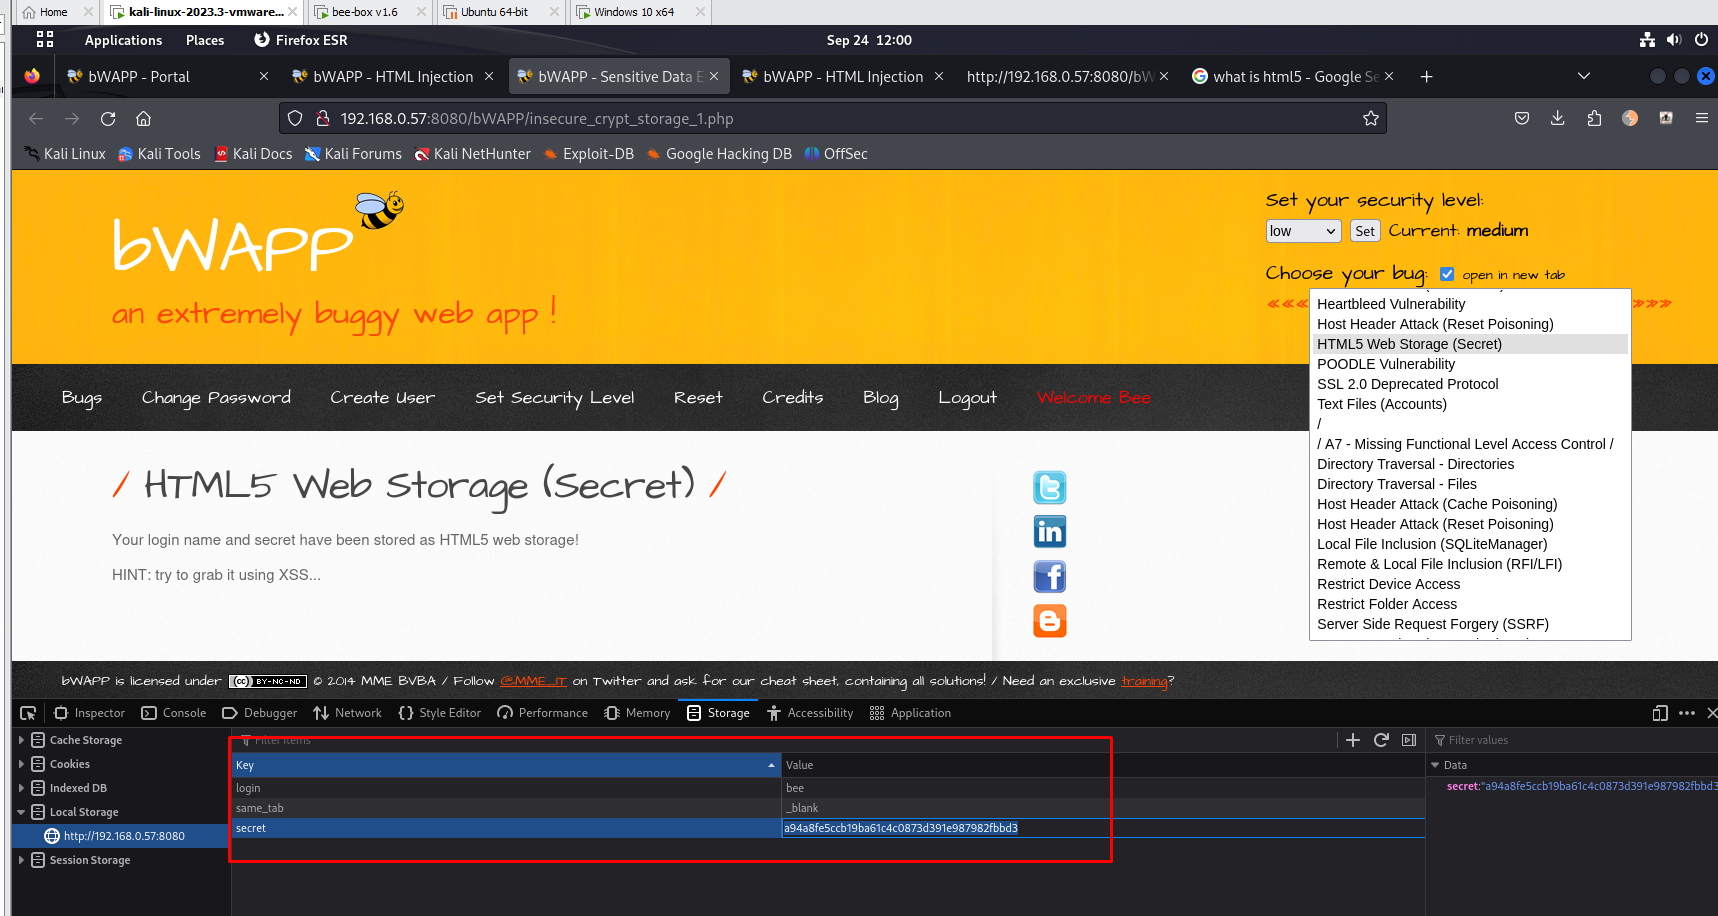 Home
kali-linux-2023.3-vmware...
bee-box v1.6
Ubuntu 64-bit
Windows 10 x64
Applications Places Firefox ESR Sep 24 12:00
bWAPP - Portal
bWAPP - HTML Injection
bWAPP - Sensitive Data E
bWAPP - HTML Injection
http://192.168.0.57:8080/bW
what is html5 - Google Se
192.168.0.57:8080/bWAPP/insecure_crypt_storage_1.php
Kali Linux Kali Tools Kali Docs Kali Forums Kali NetHunter Exploit-DB Google Hacking DB OffSec
bWAPP
an extremely buggy web app !
Set your security level:
low Set Current: medium
Choose your bug: open in new tab
Heartbleed Vulnerability
Host Header Attack (Reset Poisoning)
HTML5 Web Storage (Secret)
POODLE Vulnerability
SSL 2.0 Deprecated Protocol
Text Files (Accounts)
/
/ A7 - Missing Functional Level Access Control /
Directory Traversal - Directories
Directory Traversal - Files
Host Header Attack (Cache Poisoning)
Host Header Attack (Reset Poisoning)
Local File Inclusion (SQLiteManager)
Remote & Local File Inclusion (RFI/LFI)
Restrict Device Access
Restrict Folder Access
Server Side Request Forgery (SSRF)
Bugs Change Password Create User Set Security Level Reset Credits Blog Logout Welcome Bee
/ HTML5 Web Storage (Secret) /
Your login name and secret have been stored as HTML5 web storage!
HINT: try to grab it using XSS...
bWAPP is licensed under (cc) BY-NC-ND © 2014 MME BVBA / Follow @MME_IT on Twitter and ask for our cheat sheet, containing all solutions! / Need an exclusive training?
Inspector Console Debugger Network Style Editor Performance Memory Storage Accessibility Application
Cache Storage
Cookies
Indexed DB
Local Storage
http://192.168.0.57:8080
Session Storage
Filter items
Key Value
login bee
same_tab _blank
secret a94a8fe5ccb19ba61c4c0873d391e987982fbbd3
Filter values
Data
secret:"a94a8fe5ccb19ba61c4c0873d391e987982fbbd3